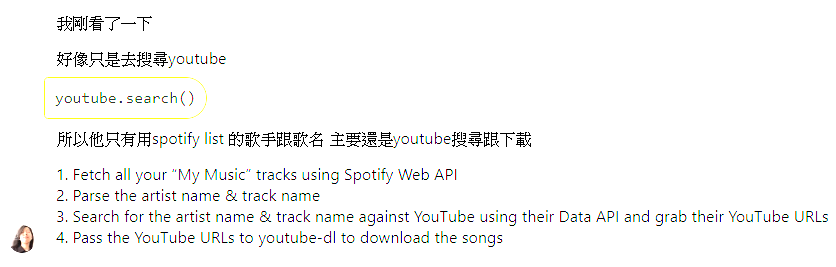 我剛看了一下
好像只是去搜尋youtube
youtube.search()
所以他只有用spotify list 的歌手跟歌名 主要還是youtube搜尋跟下載
1. Fetch all your "My Music" tracks using Spotify Web API
2. Parse the artist name & track name
3. Search for the artist name & track name against YouTube using their Data API and grab their YouTube URLs
4. Pass the YouTube URLs to youtube-dl to download the songs